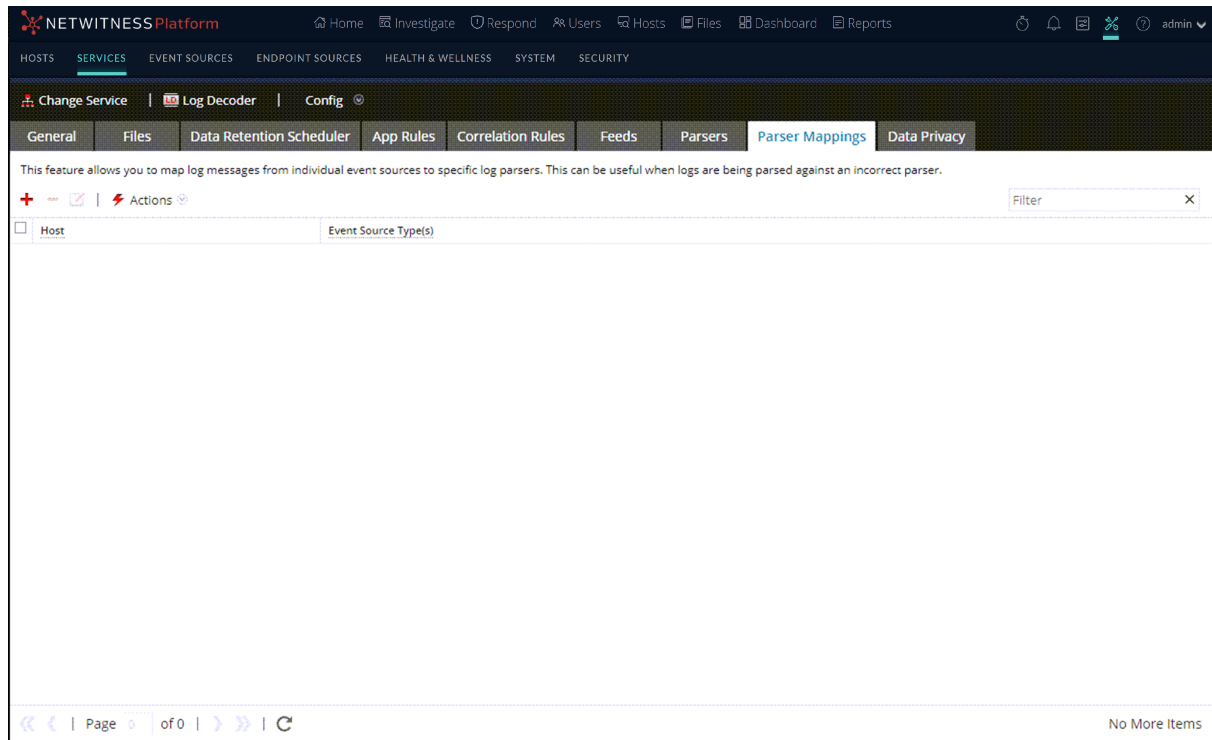 NETWITNESS Platform Home Investigate Respond Users Hosts Files Dashboard Reports admin
HOSTS SERVICES EVENT SOURCES ENDPOINT SOURCES HEALTH & WELLNESS SYSTEM SECURITY
Change Service | LD Log Decoder | Config
General Files Data Retention Scheduler App Rules Correlation Rules Feeds Parsers Parser Mappings Data Privacy
This feature allows you to map log messages from individual event sources to specific log parsers. This can be useful when logs are being parsed against an incorrect parser.
Actions Filter
Host Event Source Type(s)
Page 0 of 0 No More Items